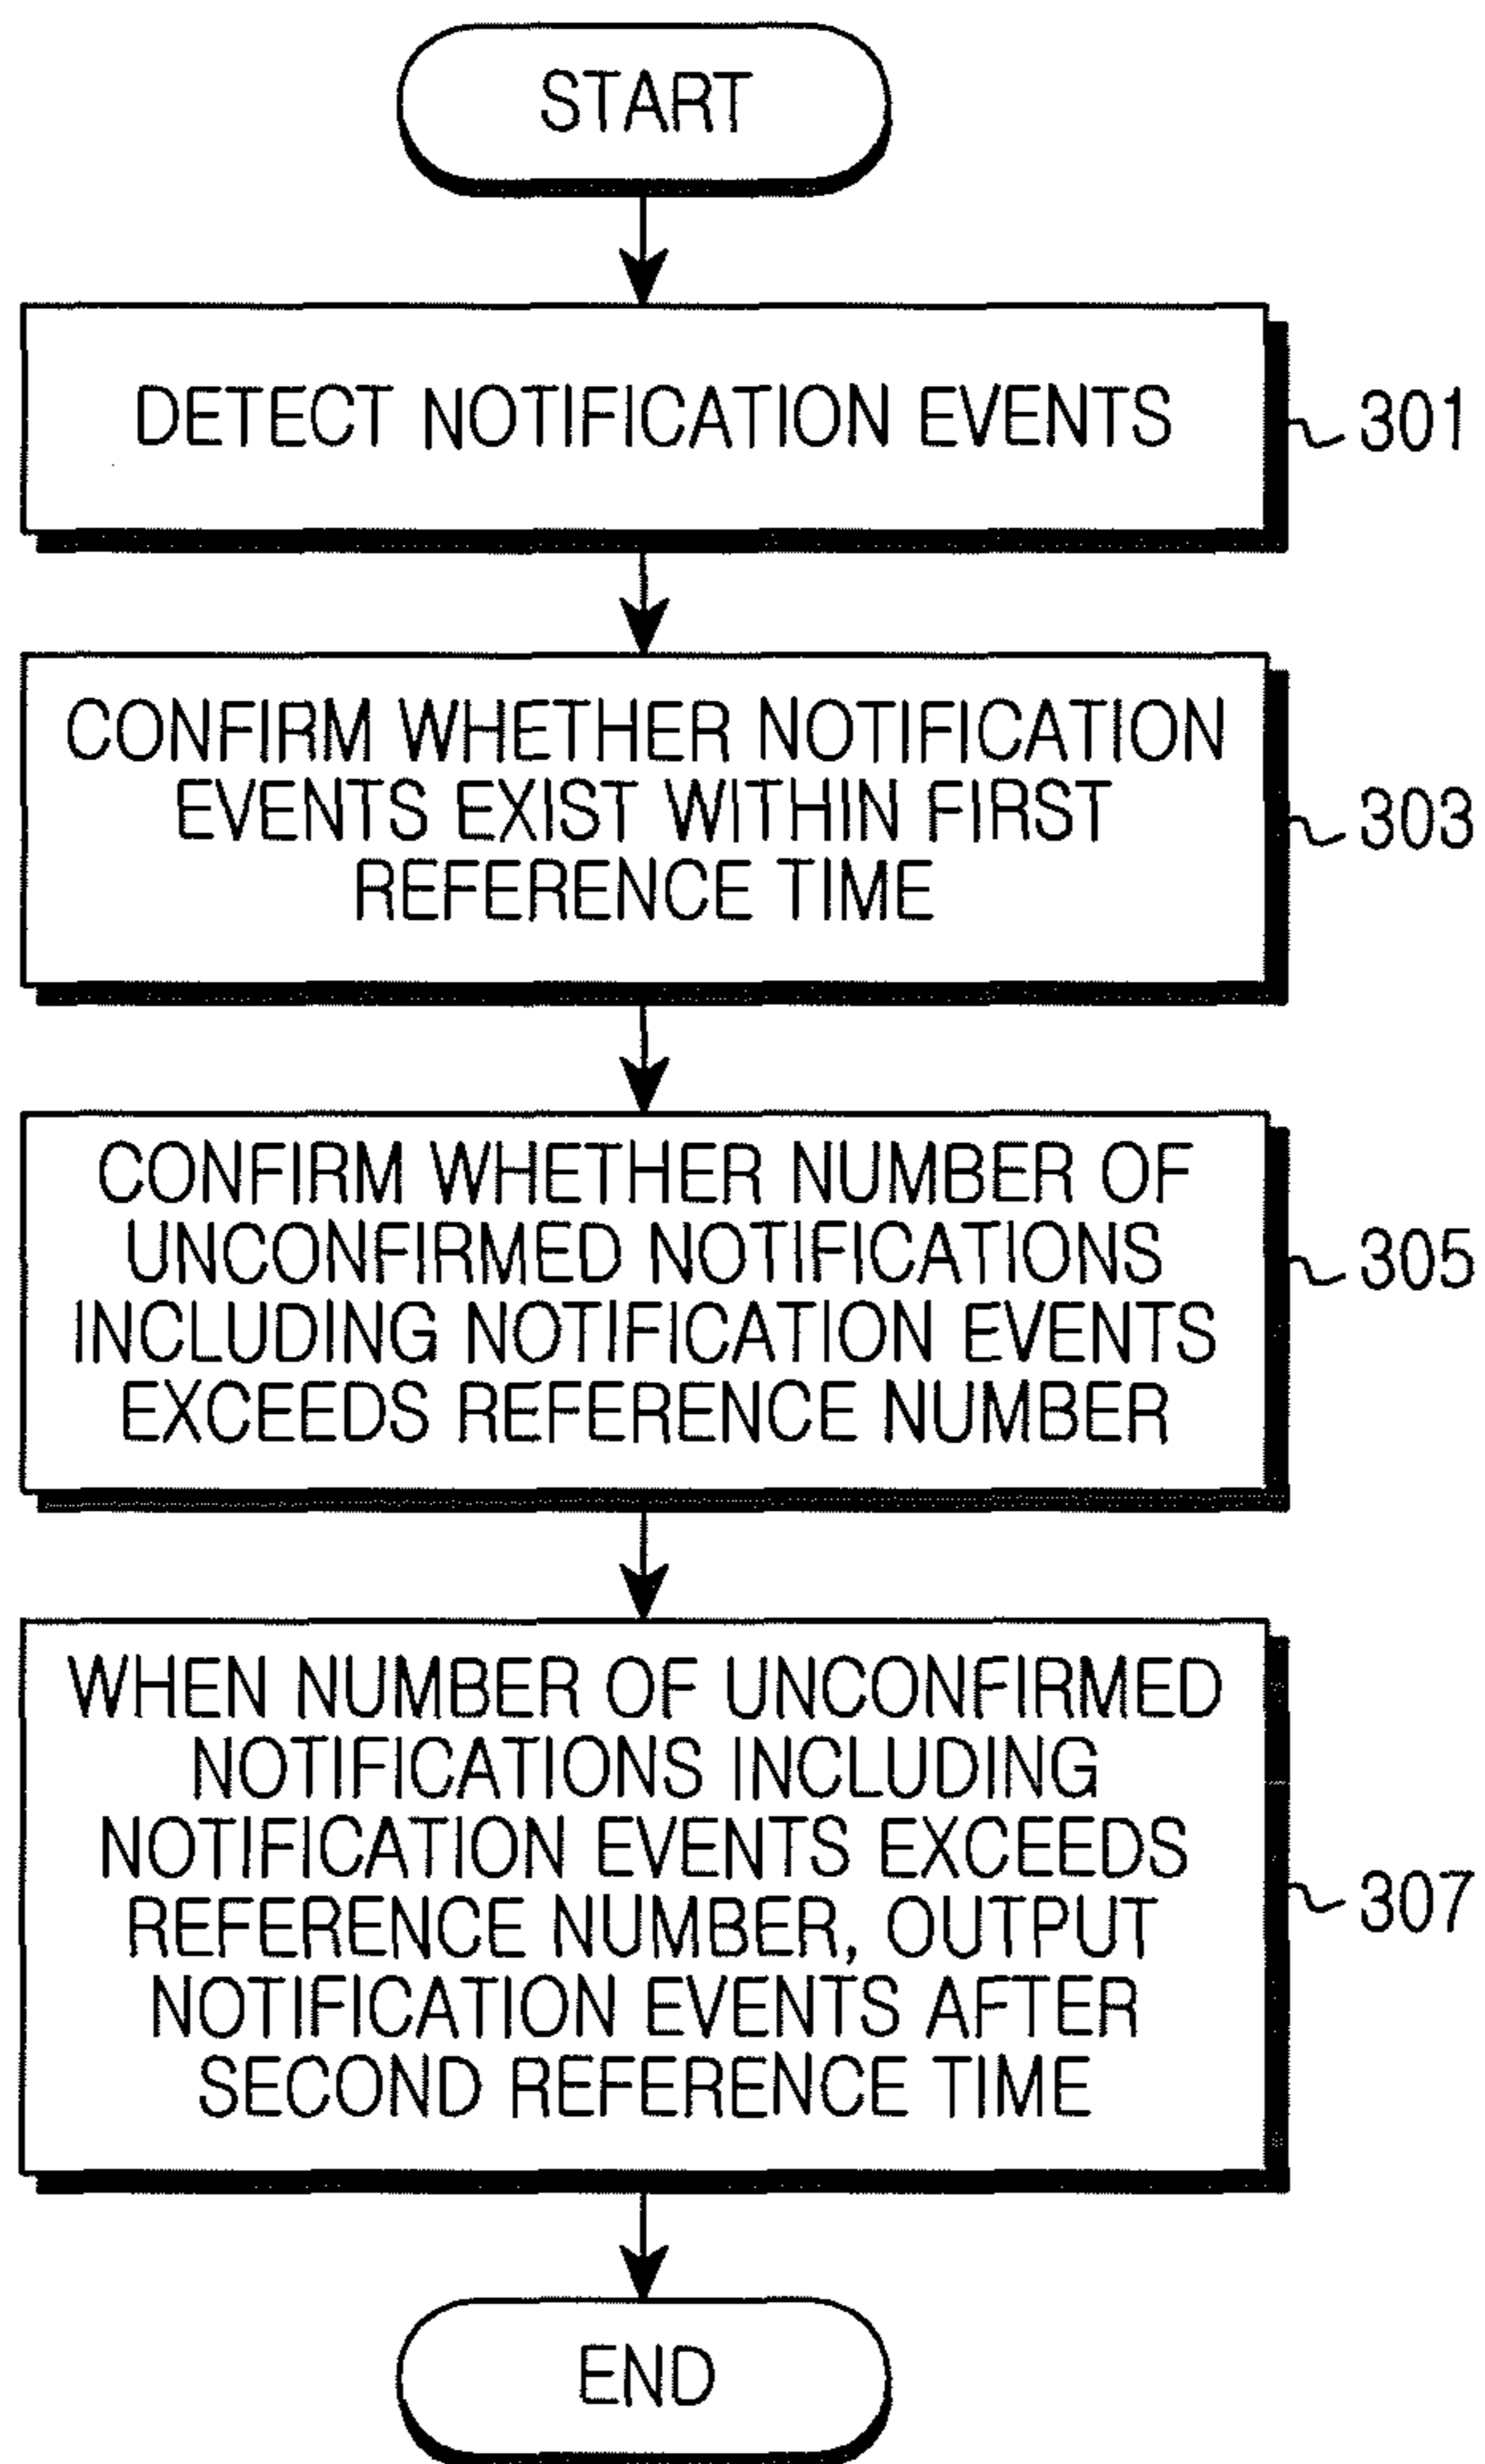 START
DETECT NOTIFICATION EVENTS
301
CONFIRM WHETHER NOTIFICATION
EVENTS EXIST WITHIN FIRST
REFERENCE TIME
303
CONFIRM WHETHER NUMBER OF
UNCONFIRMED NOTIFICATIONS
INCLUDING NOTIFICATION EVENTS
EXCEEDS REFERENCE NUMBER
305
WHEN NUMBER OF UNCONFIRMED
NOTIFICATIONS INCLUDING
NOTIFICATION EVENTS EXCEEDS
REFERENCE NUMBER, OUTPUT
NOTIFICATION EVENTS AFTER
SECOND REFERENCE TIME
307
END